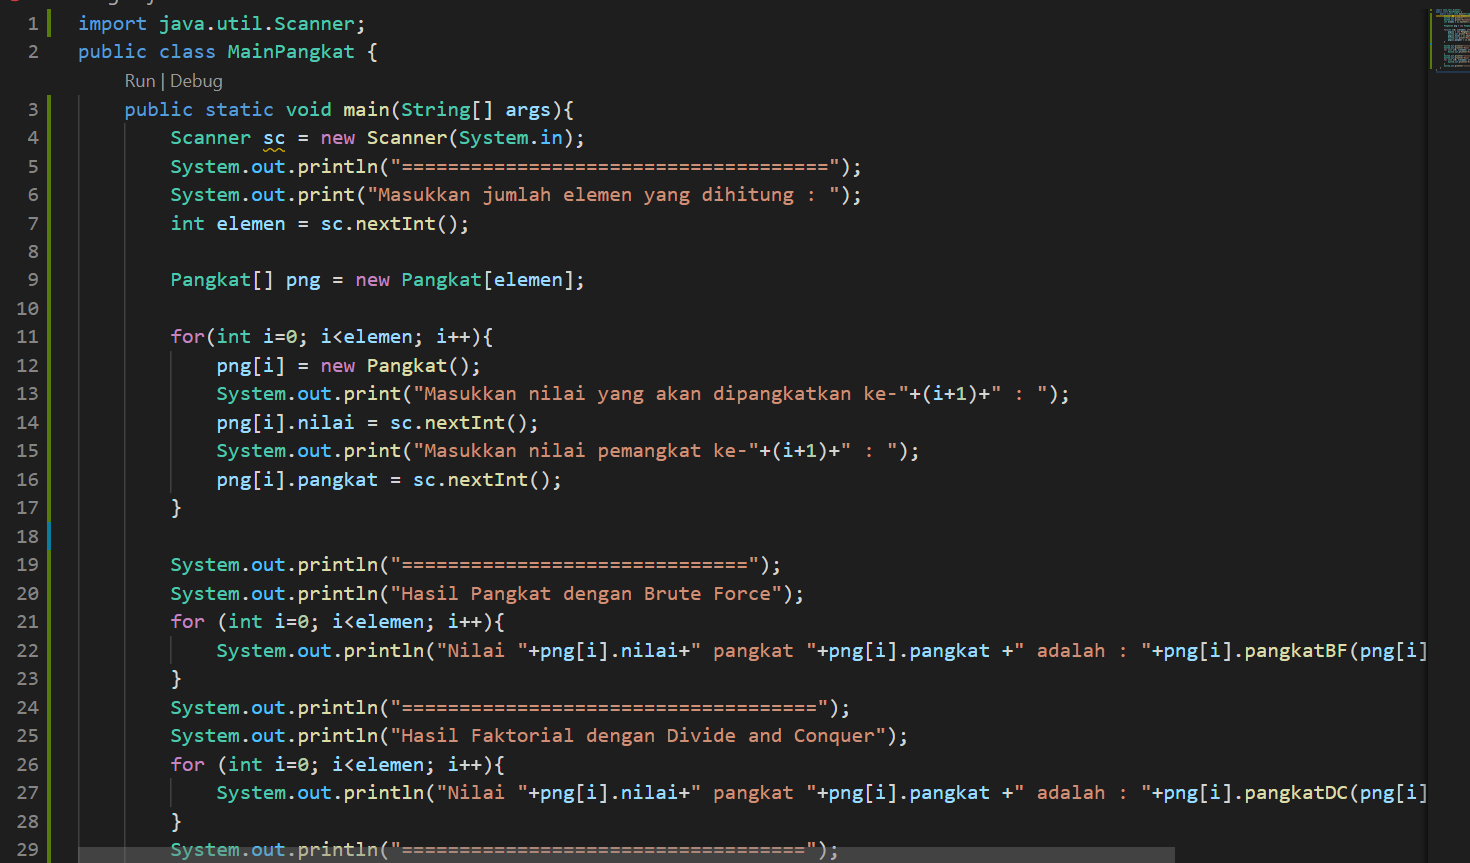 1 import java.util.Scanner;
2 public class MainPangkat {
Run | Debug
3 public static void main(String[] args){
4 Scanner sc = new Scanner(System.in);
5 System.out.println("=====================================");
6 System.out.print("Masukkan jumlah elemen yang dihitung : ");
7 int elemen = sc.nextInt();
8
9 Pangkat[] png = new Pangkat[elemen];
10
11 for(int i=0; i<elemen; i++){
12 png[i] = new Pangkat();
13 System.out.print("Masukkan nilai yang akan dipangkatkan ke-"+(i+1)+" : ");
14 png[i].nilai = sc.nextInt();
15 System.out.print("Masukkan nilai pemangkat ke-"+(i+1)+" : ");
16 png[i].pangkat = sc.nextInt();
17 }
18
19 System.out.println("==============================");
20 System.out.println("Hasil Pangkat dengan Brute Force");
21 for (int i=0; i<elemen; i++){
22 System.out.println("Nilai "+png[i].nilai+" pangkat "+png[i].pangkat +" adalah : "+png[i].pangkatBF(png[i]
23 }
24 System.out.println("====================================");
25 System.out.println("Hasil Faktorial dengan Divide and Conquer");
26 for (int i=0; i<elemen; i++){
27 System.out.println("Nilai "+png[i].nilai+" pangkat "+png[i].pangkat +" adalah : "+png[i].pangkatDC(png[i]
28 }
29 System.out.println("===================================");